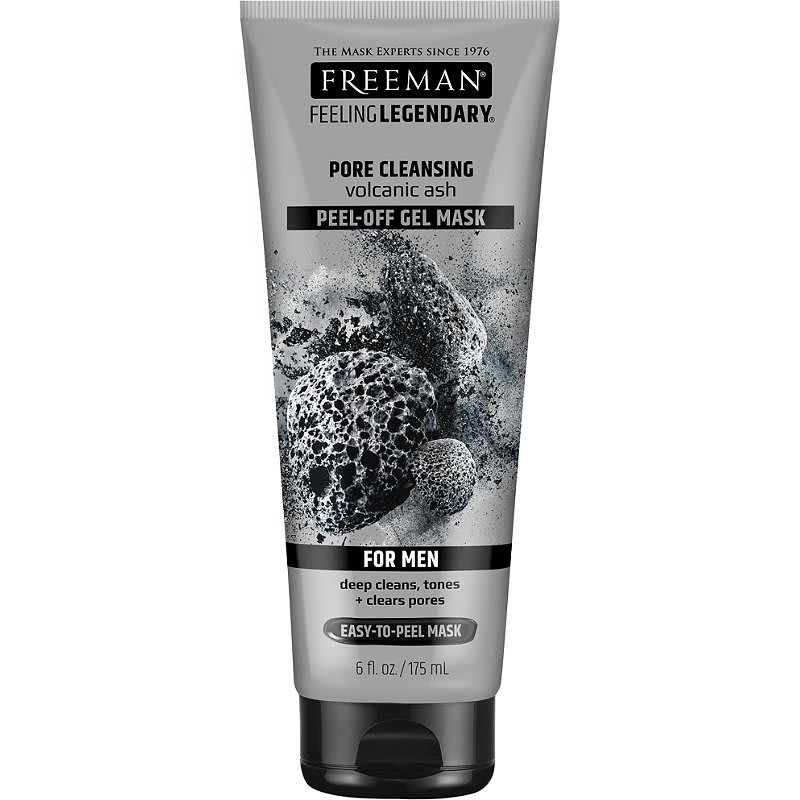 THE MASK EXPERTS SINCE 1976
FREEMAN®
FEELINGLEGENDARY®
PORE CLEANSING
volcanic ash
PEEL-OFF GEL MASK
FOR MEN
deep cleans, tones
+ clears pores
EASY-TO-PEEL MASK
6 fl. oz. / 175 mL